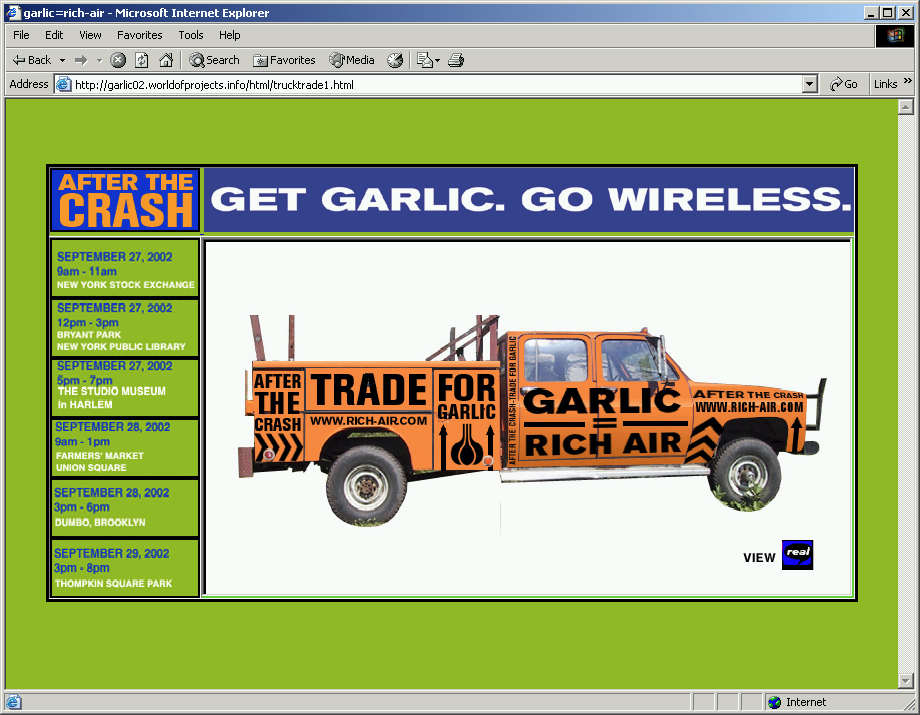 garlic=rich-air - Microsoft Internet Explorer
File Edit View Favorites Tools Help
Back Search Favorites Media
Address http://garlic02.worldofprojects.info/html/trucktrade1.html Go Links »
AFTER THE
CRASH
GET GARLIC. GO WIRELESS.
SEPTEMBER 27, 2002
9am - 11am
NEW YORK STOCK EXCHANGE
SEPTEMBER 27, 2002
12pm - 3pm
BRYANT PARK
NEW YORK PUBLIC LIBRARY
SEPTEMBER 27, 2002
5pm - 7pm
THE STUDIO MUSEUM
in HARLEM
SEPTEMBER 28, 2002
9am - 1pm
FARMERS' MARKET
UNION SQUARE
SEPTEMBER 28, 2002
3pm - 6pm
DUMBO, BROOKLYN
SEPTEMBER 29, 2002
3pm - 8pm
THOMPKIN SQUARE PARK
AFTER
THE
CRASH
TRADE
WWW.RICH-AIR.COM
FOR
GARLIC
AFTER THE CRASH-TRADE FOR GARLIC
GARLIC
=
RICH AIR
AFTER THE CRASH
WWW.RICH-AIR.COM
VIEW real
Internet